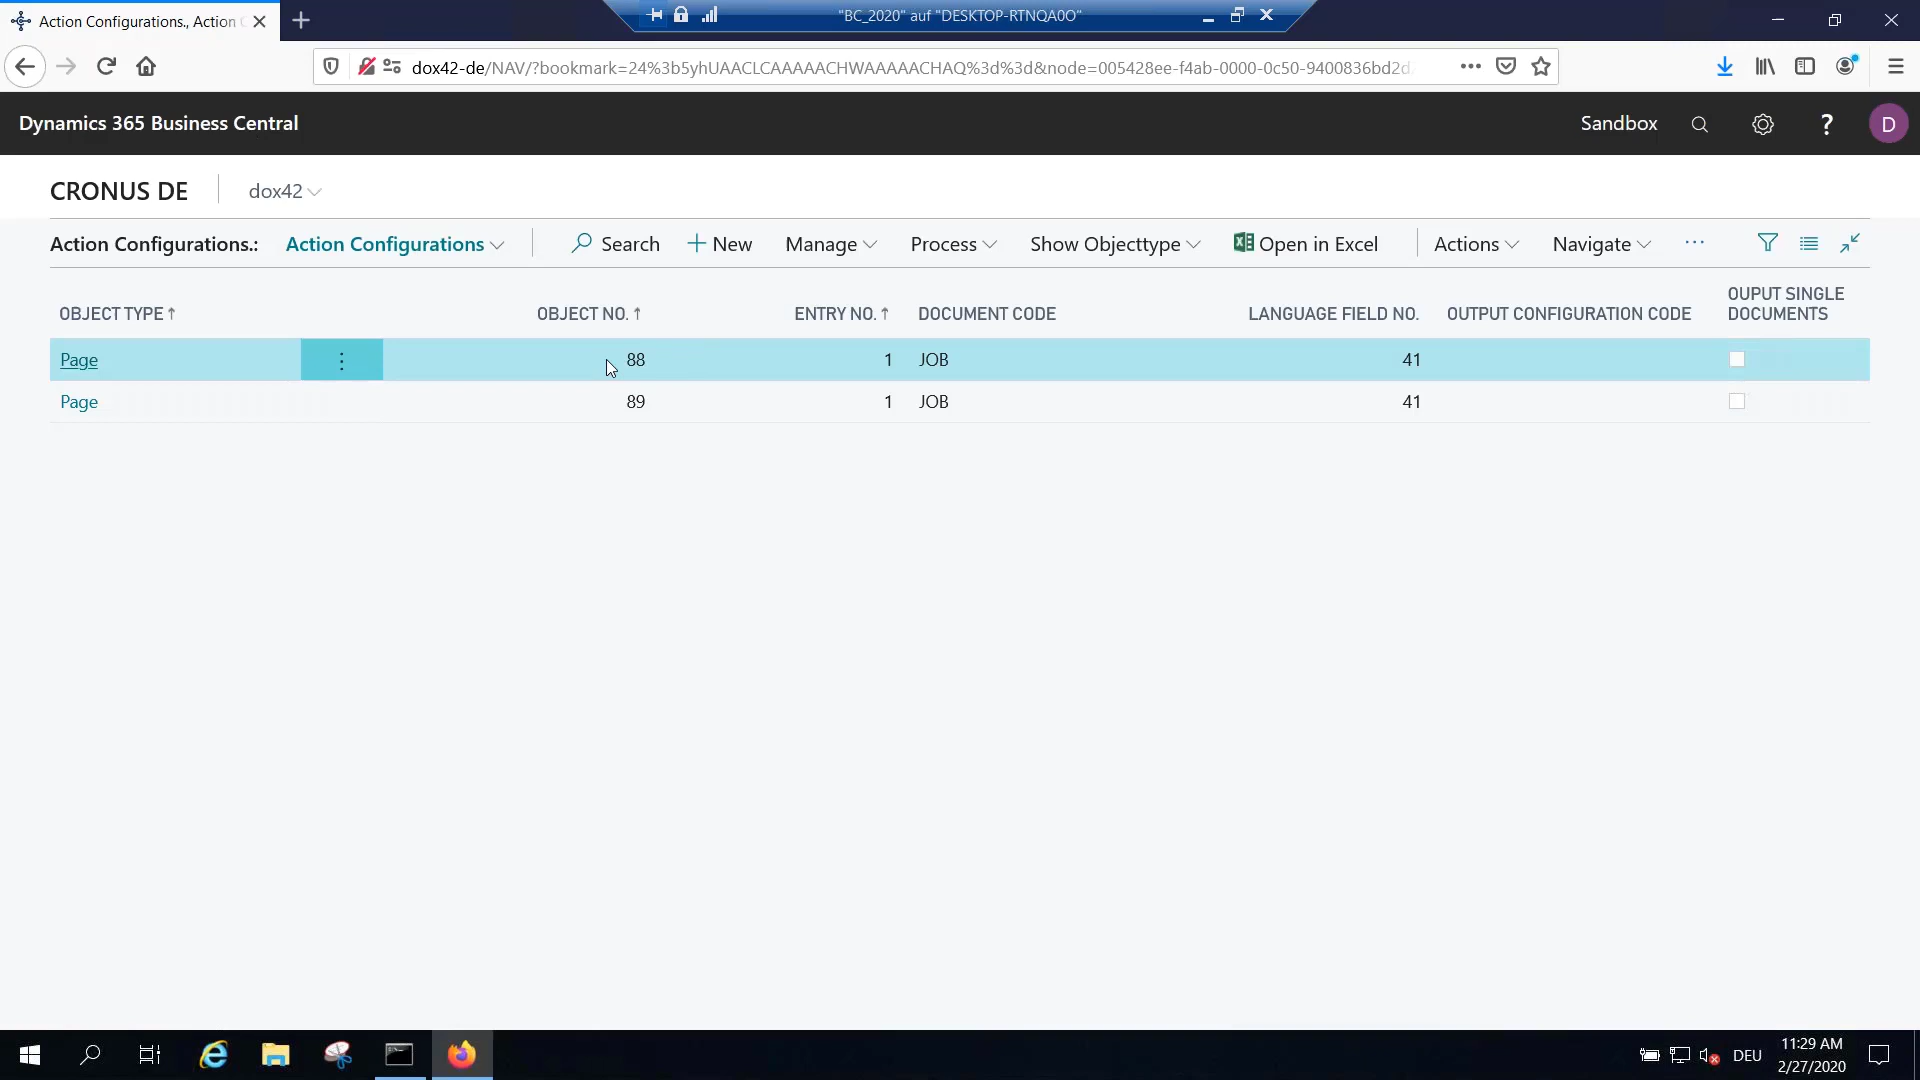 Action Configurations., Action C
"BC_2020" auf "DESKTOP-RTNQA0O"
dox42-de/NAV/?bookmark=24%3b5yhUAACLCAAAAACHWAAAAACHAQ%3d%3d&node=005428ee-f4ab-0000-0c50-9400836bd2d
Dynamics 365 Business Central
Sandbox
?
D
CRONUS DE
dox42
Action Configurations.:
Action Configurations
Search
New
Manage
Process
Show Objecttype
Open in Excel
Actions
Navigate
OBJECT TYPE
OBJECT NO.
ENTRY NO.
DOCUMENT CODE
LANGUAGE FIELD NO.
OUTPUT CONFIGURATION CODE
OUPUT SINGLE
DOCUMENTS
Page 88 1 JOB 41
Page 89 1 JOB 41
DEU
11:29 AM
2/27/2020